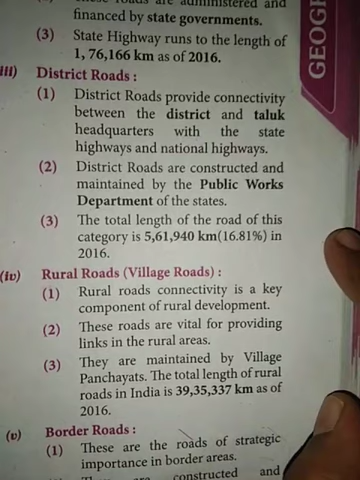 These roads are administered and
financed by state governments.
(3) State Highway runs to the length of
1, 76,166 km as of 2016.
iii) District Roads :
(1) District Roads provide connectivity
between the district and taluk
headquarters with the state
highways and national highways.
(2) District Roads are constructed and
maintained by the Public Works
Department of the states.
(3) The total length of the road of this
category is 5,61,940 km(16.81%) in
2016.
(iv) Rural Roads (Village Roads) :
(1) Rural roads connectivity is a key
component of rural development.
(2) These roads are vital for providing
links in the rural areas.
(3) They are maintained by Village
Panchayats. The total length of rural
roads in India is 39,35,337 km as of
2016.
(v) Border Roads :
(1) These are the roads of strategic
importance in border areas.
constructed and
GEOGR